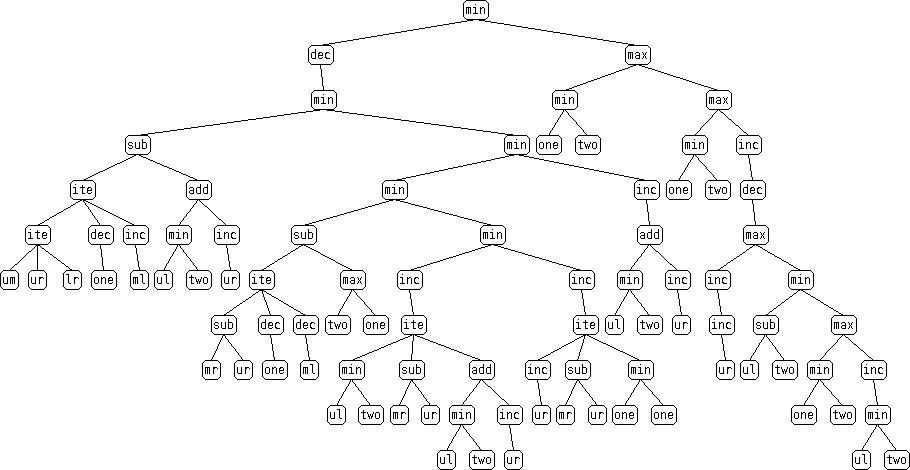 min
dec max
min min max
sub min one two min inc
ite add min inc one two dec
ite dec inc min inc sub min add max
um ur lr one ml ul two ur ite max inc inc min inc inc min
sub dec dec two one ite ite ul two ur inc sub max
mr ur one ml min sub add inc sub min ur ul two min inc
ul two mr ur min inc ur mr ur one one one two min
ul two ur ul two